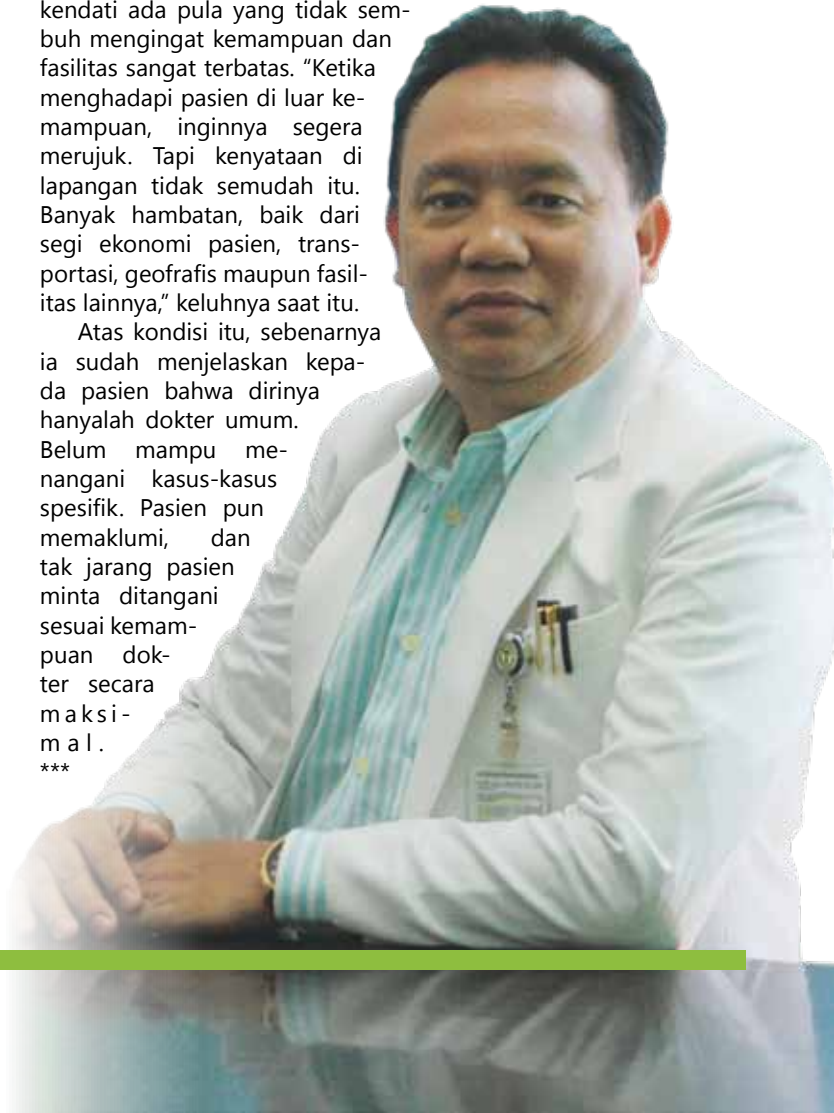 kendati ada pula yang tidak sem-
buh mengingat kemampuan dan
fasilitas sangat terbatas. “Ketika
menghadapi pasien di luar ke-
mampuan, inginnya segera
merujuk. Tapi kenyataan di
lapangan tidak semudah itu.
Banyak hambatan, baik dari
segi ekonomi pasien, trans-
portasi, geofrafis maupun fasil-
itas lainnya,” keluhnya saat itu.
Atas kondisi itu, sebenarnya
ia sudah menjelaskan kepa-
da pasien bahwa dirinya
hanyalah dokter umum.
Belum mampu me-
nangani kasus-kasus
spesifik. Pasien pun
memaklumi, dan
tak jarang pasien
minta ditangani
sesuai kemam-
puan dok-
ter secara
maksi-
mal.
***